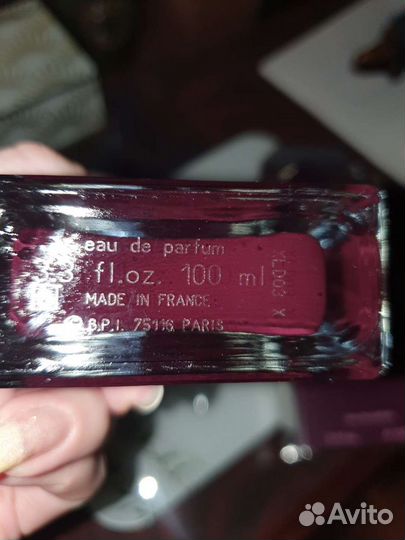 eau de parfum
fl.oz. 100 ml
MADE IN FRANCE
B.P.I. 75116 PARIS
Avito